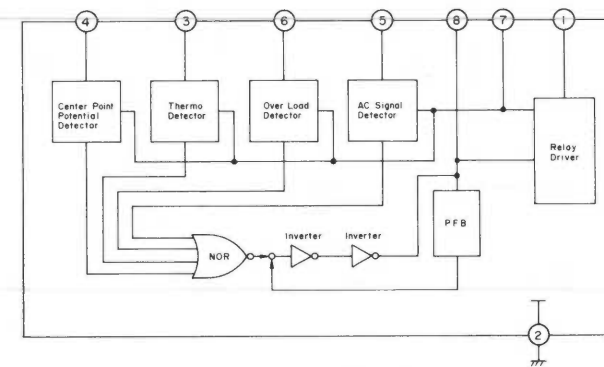 4 3 6 5 8 7 1
Center Point
Potential
Detector
Thermo
Detector
Over Load
Detector
AC Signal
Detector
Relay
Driver
PFB
Inverter Inverter
NOR
2